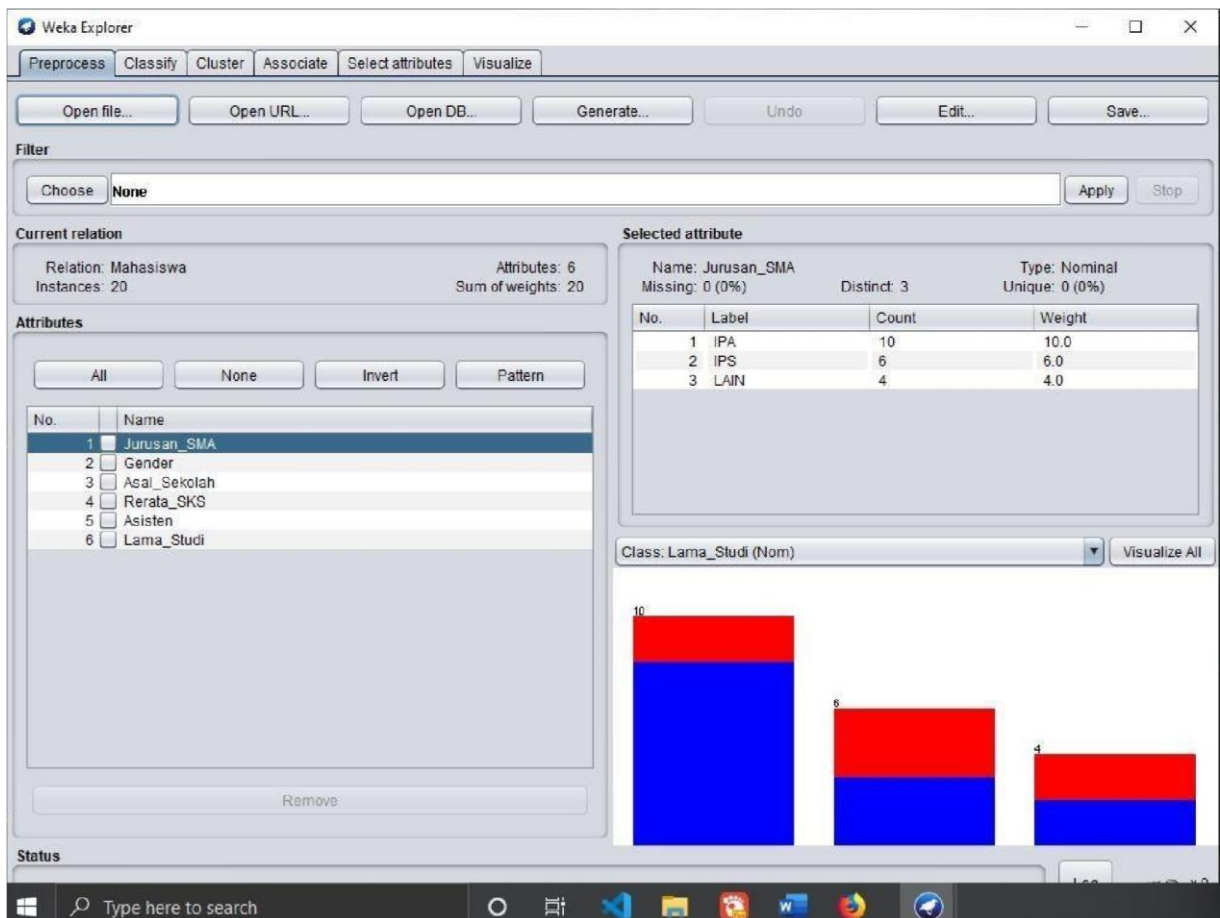 Weka Explorer
Preprocess Classify Cluster Associate Select attributes Visualize
Open file... Open URL... Open DB... Generate... Undo Edit... Save...
Filter
Choose None Apply Stop
Current relation
Relation: Mahasiswa Attributes: 6
Instances: 20 Sum of weights: 20
Selected attribute
Name: Jurusan_SMA Type: Nominal
Missing: 0 (0%) Distinct: 3 Unique: 0 (0%)
No. Label Count Weight
1 IPA 10 10.0
2 IPS 6 6.0
3 LAIN 4 4.0
Attributes
All None Invert Pattern
No. Name
1 Jurusan_SMA
2 Gender
3 Asal_Sekolah
4 Rerata_SKS
5 Asisten
6 Lama_Studi
Remove
Class: Lama_Studi (Nom) Visualize All
10
6
4
Status
Type here to search